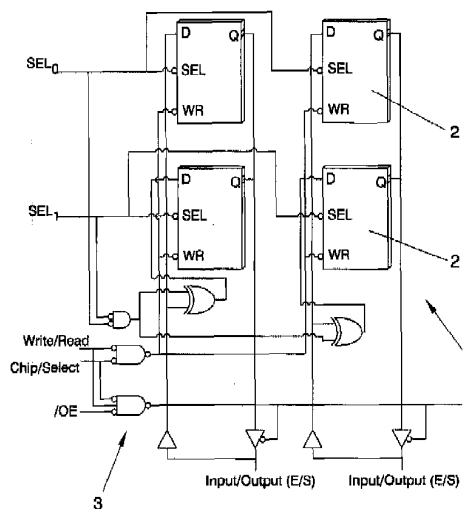 D Q D Q
SEL0 SEL SEL
WR WR 2
D Q D Q
SEL1 SEL SEL
WR WR 2
Write/Read
Chip/Select
/OE
Input/Output (E/S) Input/Output (E/S)
3